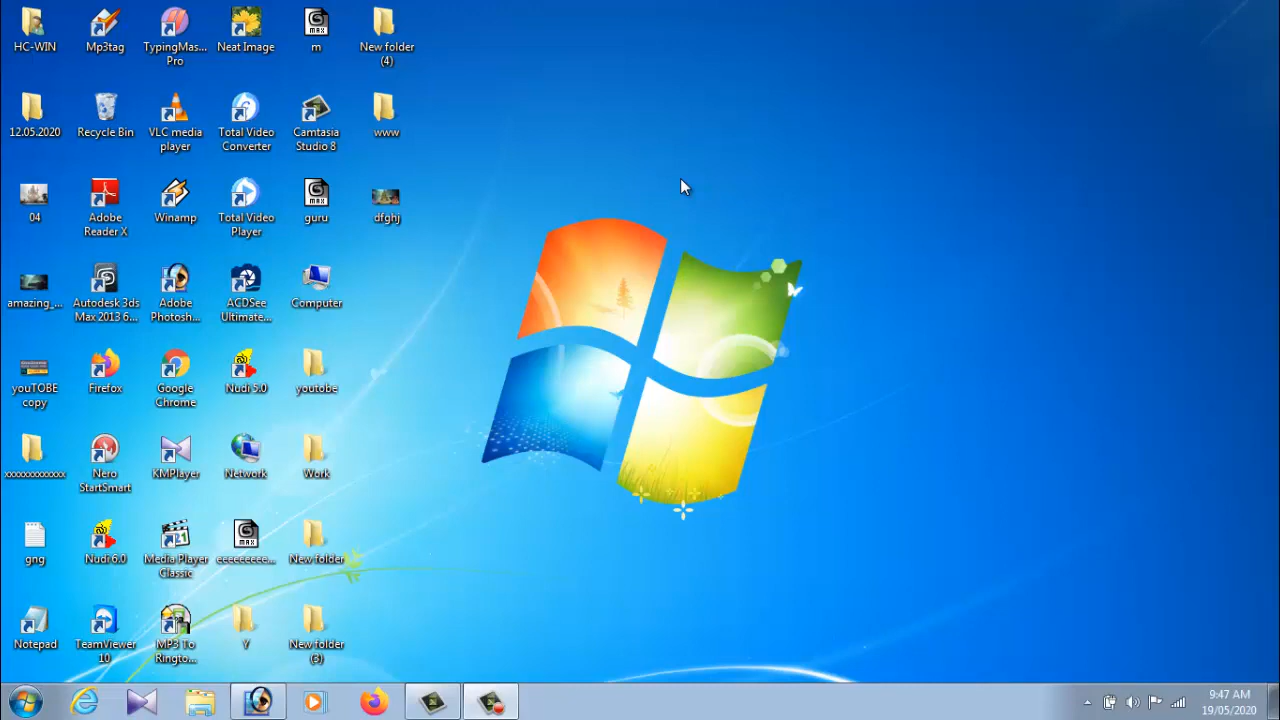 HC-WIN
Mp3tag
TypingMas...
Pro
Neat Image
m
New folder
(4)
12.05.2020
Recycle Bin
VLC media
player
Total Video
Converter
Camtasia
Studio 8
www
04
Adobe
Reader X
Winamp
Total Video
Player
guru
dfghj
amazing_...
Autodesk 3ds
Max 2013 6...
Adobe
Photosh...
ACDSee
Ultimate...
Computer
youTOBE
copy
Firefox
Google
Chrome
Nudi 5.0
youtobe
xxxxxxxxxxxx
Nero
StartSmart
KMPlayer
Network
Work
gng
Nudi 6.0
Media Player
Classic
eeeeeeeee...
New folder
Notepad
TeamViewer
10
MP3 To
Ringto...
Y
New folder
(3)
9:47 AM
19/05/2020